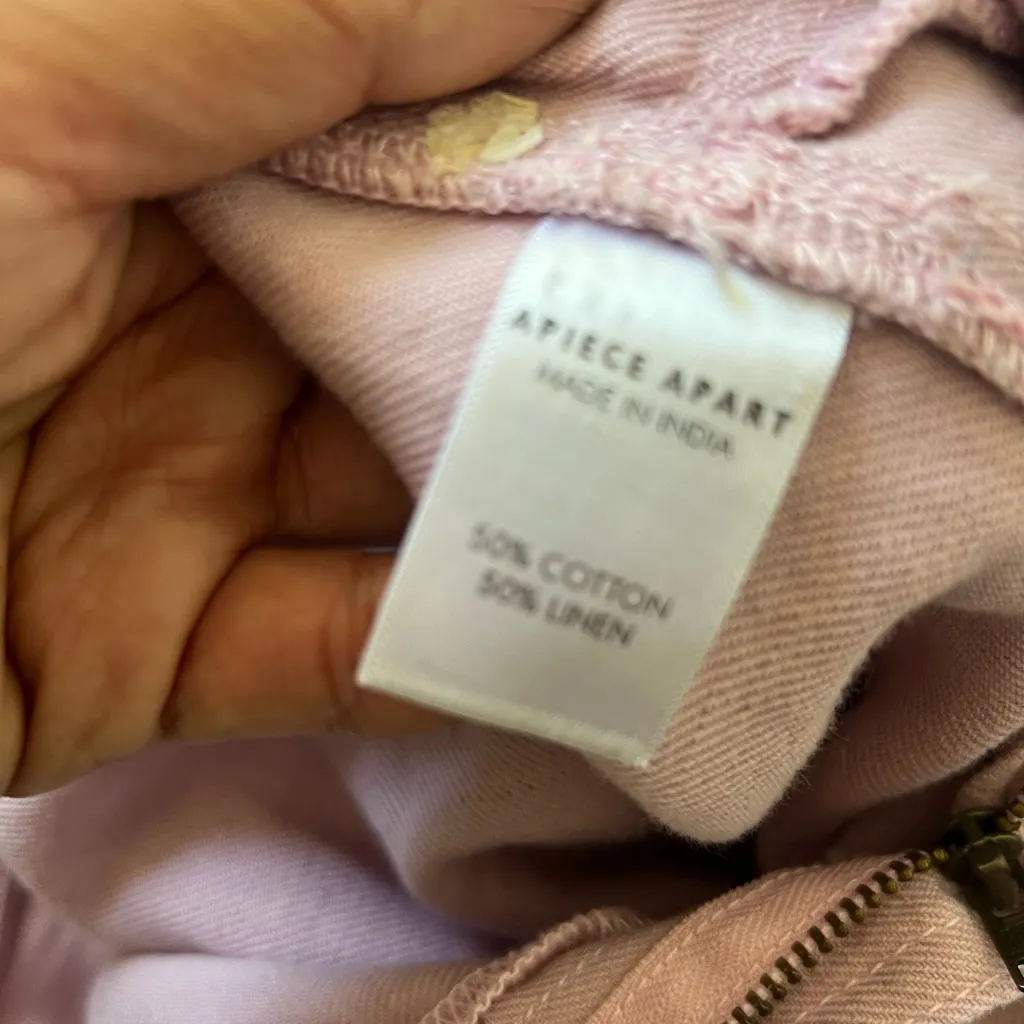 APIECE APART
MADE IN INDIA
50% COTTON
50% LINEN